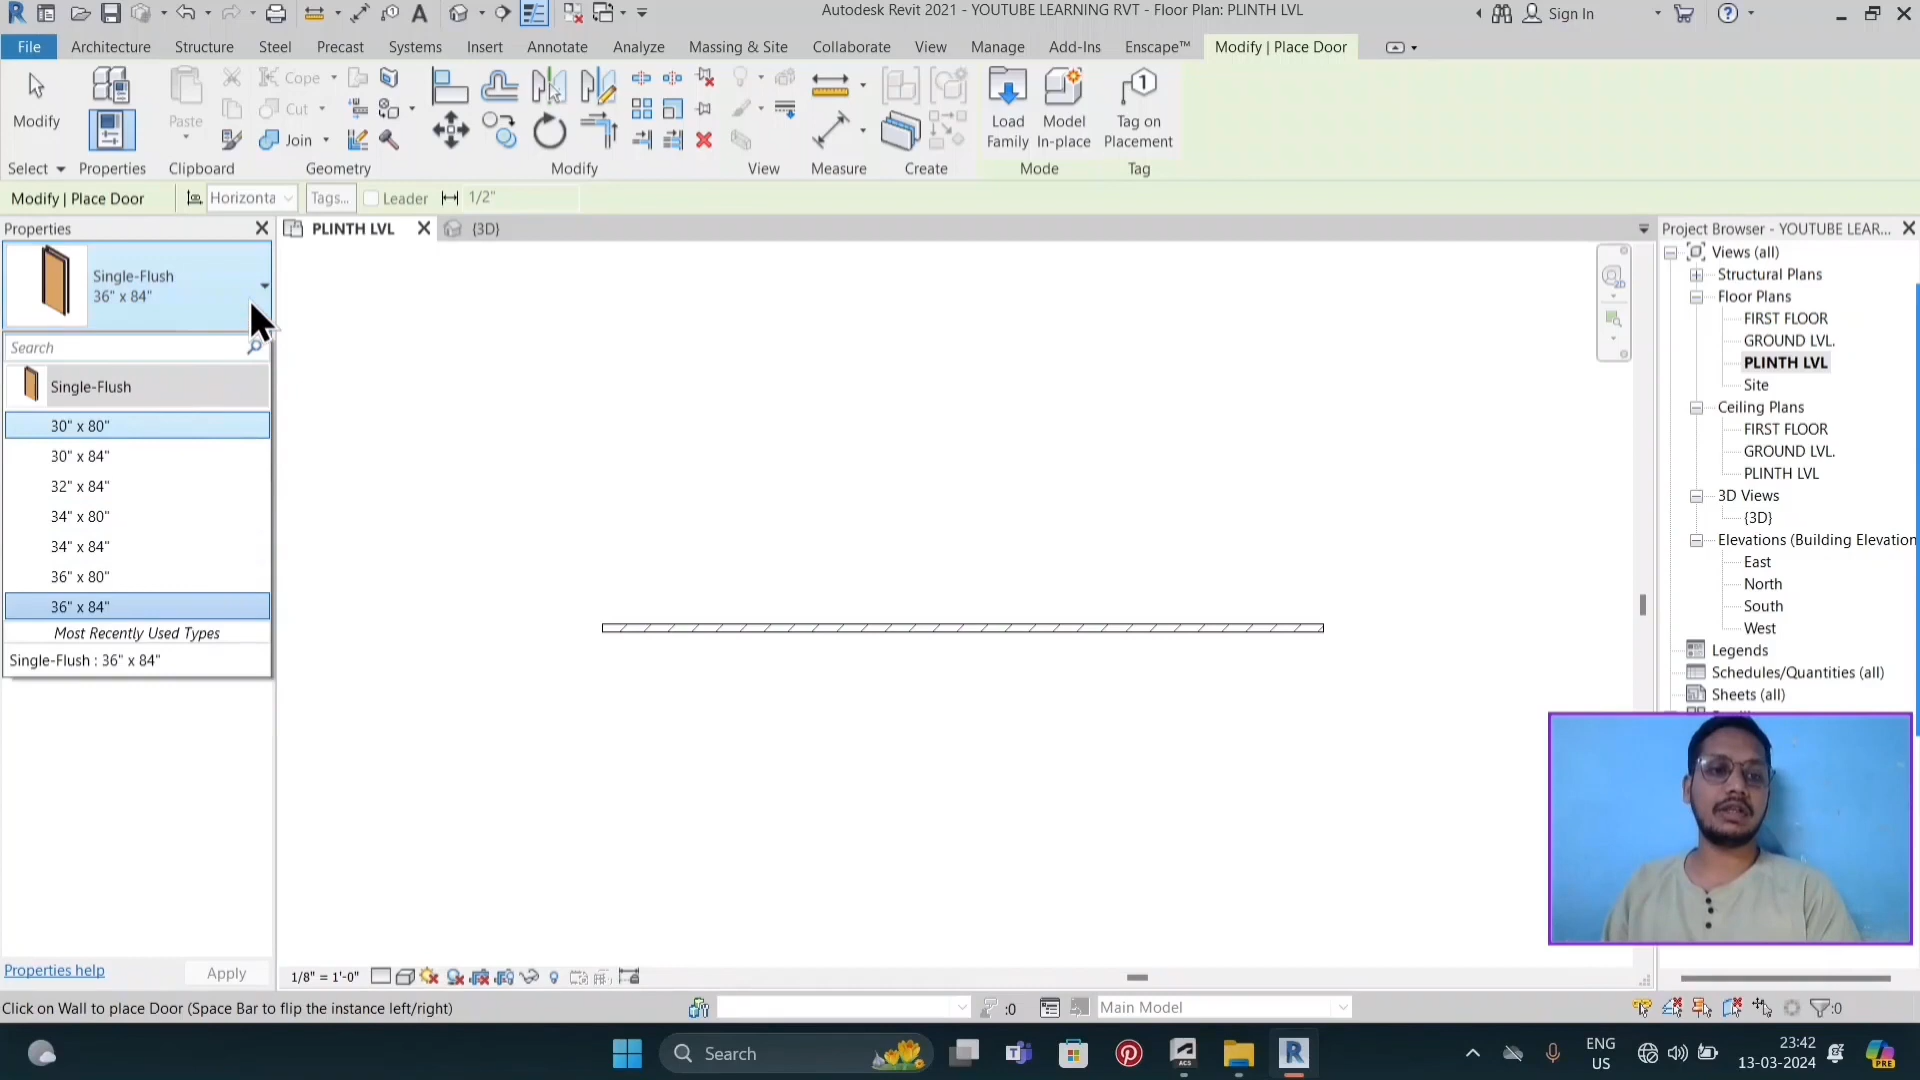 Autodesk Revit 2021 - YOUTUBE LEARNING RVT - Floor Plan: PLINTH LVL
Sign In
File Architecture Structure Steel Precast Systems Insert Annotate Analyze Massing & Site Collaborate View Manage Add-Ins Enscape™ Modify | Place Door
Modify
Paste
Cope
Cut
Join
Load Family
Model In-place
Tag on Placement
Select Properties Clipboard Geometry Modify View Measure Create Mode Tag
Modify | Place Door Horizonta Tags... Leader 1/2"
Properties
PLINTH LVL {3D}
Single-Flush
36" x 84"
Search
Single-Flush
30" x 80"
30" x 84"
32" x 84"
34" x 80"
34" x 84"
36" x 80"
36" x 84"
Most Recently Used Types
Single-Flush : 36" x 84"
Properties help Apply
2D
Project Browser - YOUTUBE LEAR...
Views (all)
Structural Plans
Floor Plans
FIRST FLOOR
GROUND LVL.
PLINTH LVL
Site
Ceiling Plans
FIRST FLOOR
GROUND LVL.
PLINTH LVL
3D Views
{3D}
Elevations (Building Elevation
East
North
South
West
Legends
Schedules/Quantities (all)
Sheets (all)
1/8" = 1'-0"
Click on Wall to place Door (Space Bar to flip the instance left/right)
:0 Main Model :0
Search
ENG
US
23:42
13-03-2024
PRE